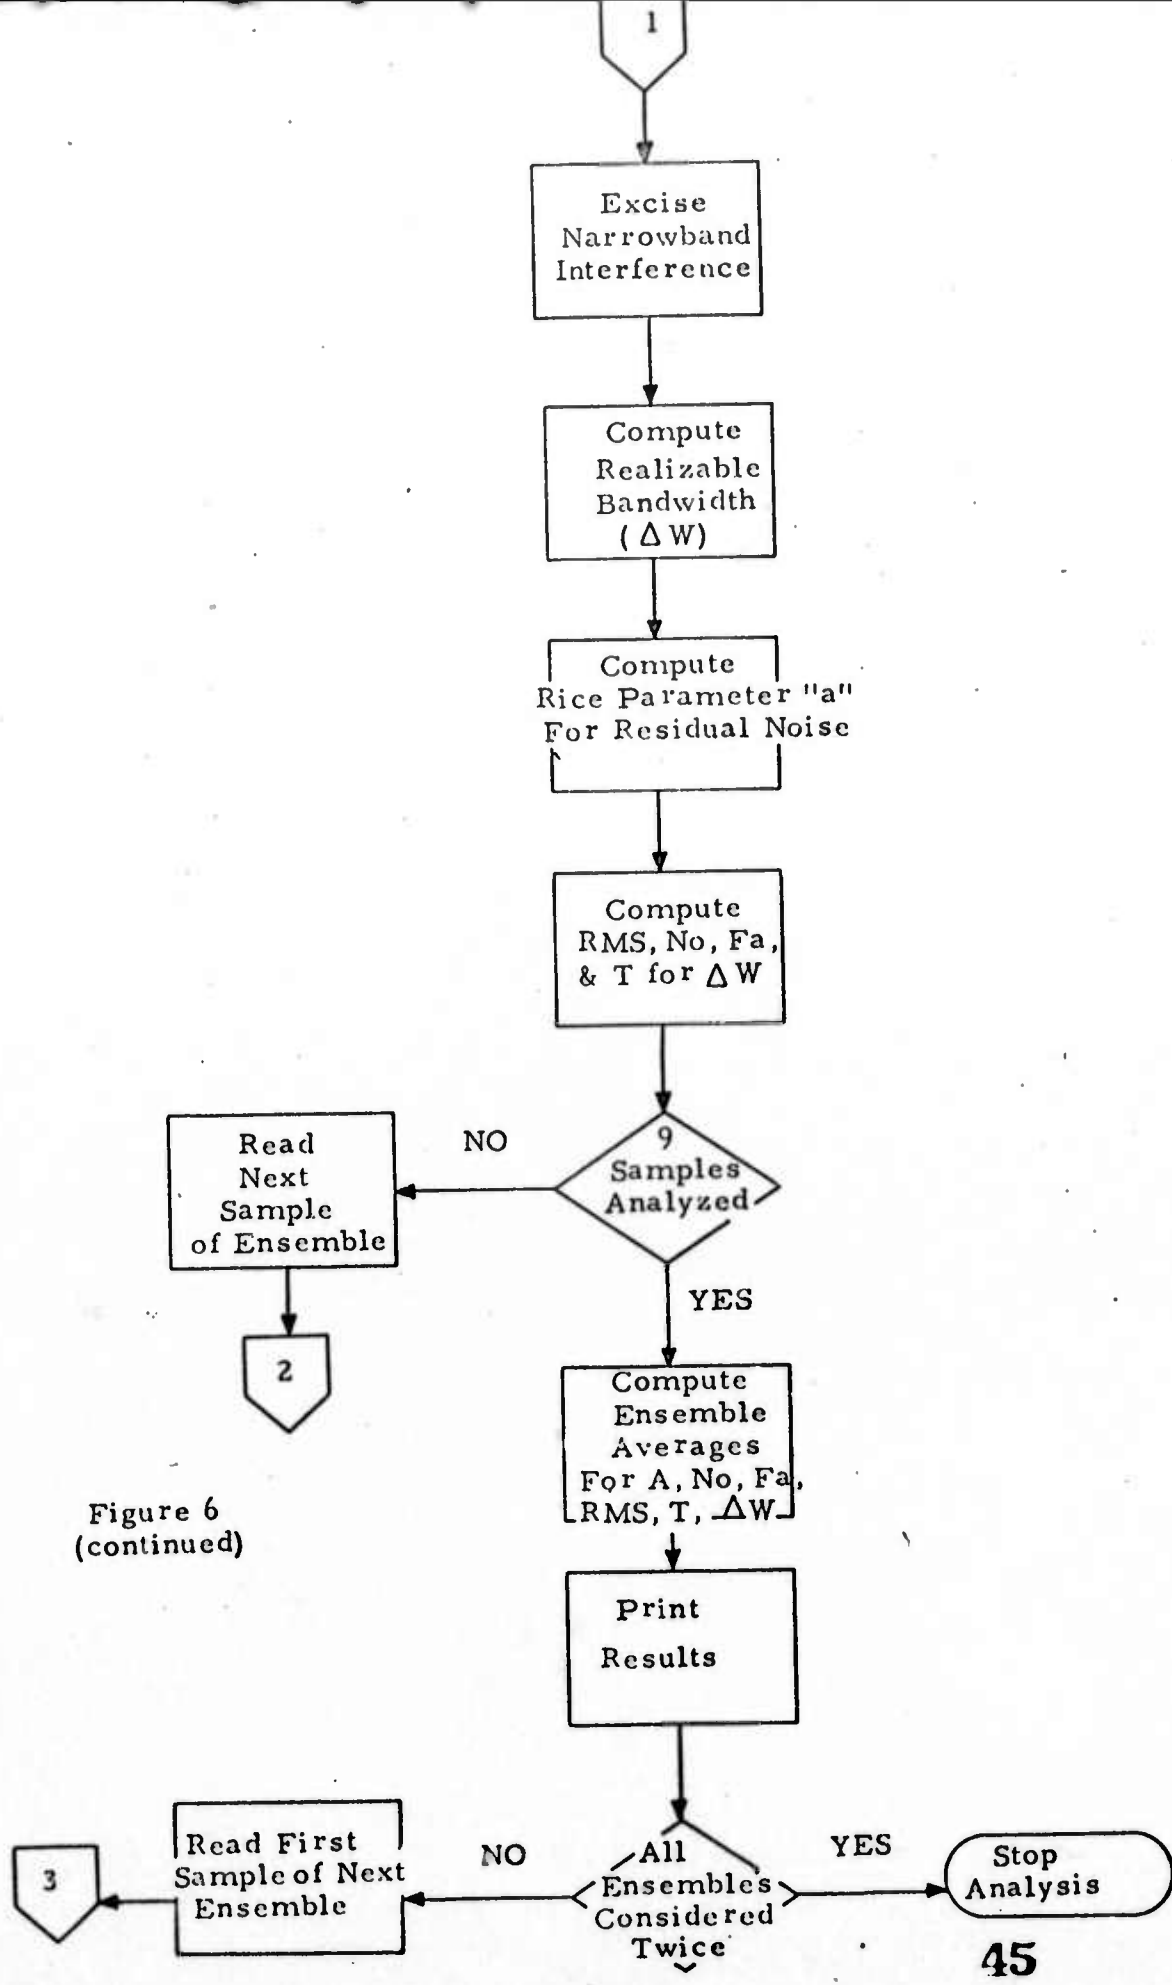 1
Excise
Narrowband
Interference
Compute
Realizable
Bandwidth
( Δ W)
Compute
Rice Parameter "a"
For Residual Noise
Compute
RMS, No, Fa,
& T for Δ W
9
Samples
Analyzed
NO
Read
Next
Sample
of Ensemble
2
YES
Compute
Ensemble
Averages
For A, No, Fa,
RMS, T, ΔW
Figure 6
(continued)
Print
Results
All
Ensembles
Considered
Twice
NO
Read First
Sample of Next
Ensemble
3
YES
Stop
Analysis
45